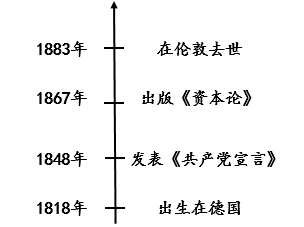 1883年 在伦敦去世
1867年 出版《资本论》
1848年 发表《共产党宣言》
1818年 出生在德国